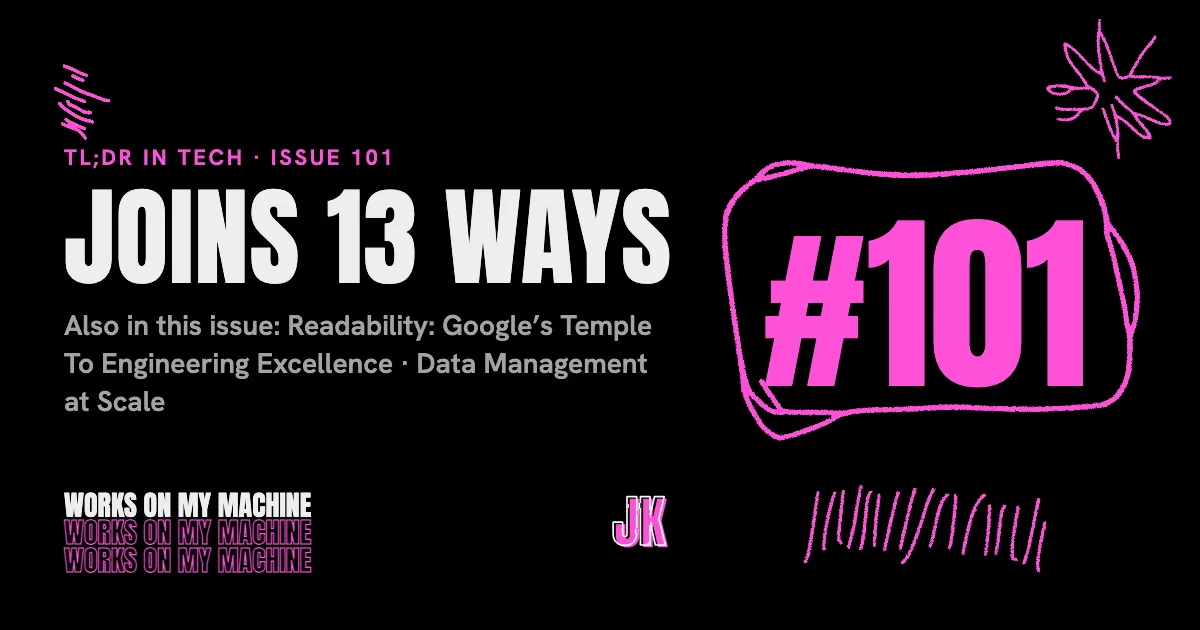 TL;DR IN TECH · ISSUE 101
JOINS 13 WAYS
Also in this issue: Readability: Google’s Temple
To Engineering Excellence · Data Management
at Scale
#101
WORKS ON MY MACHINE
WORKS ON MY MACHINE
WORKS ON MY MACHINE
JK